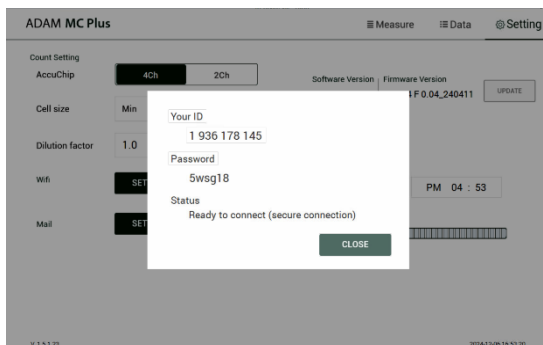 ADAM MC Plus
Measure
Data
Setting
Count Setting
AccuChip
4Ch
2Ch
Software Version
Firmware Version
F 0.04_240411
UPDATE
Cell size
Min
Dilution factor
1.0
Wifi
SET
PM 04 : 53
Mail
SET
Your ID
1 936 178 145
Password
5wsg18
Status
Ready to connect (secure connection)
CLOSE